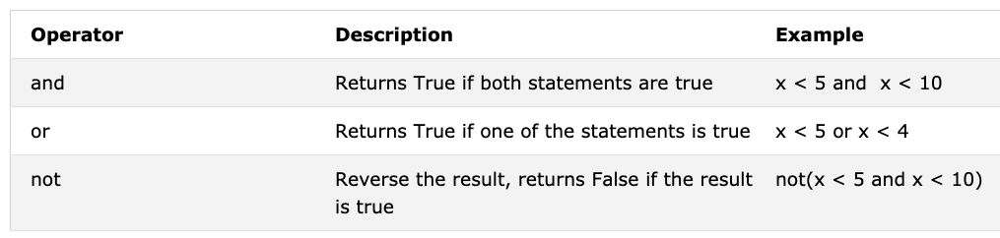 Operator Description Example
and Returns True if both statements are true x < 5 and  x < 10
or Returns True if one of the statements is true x < 5 or x < 4
not Reverse the result, returns False if the result not(x < 5 and x < 10)
is true